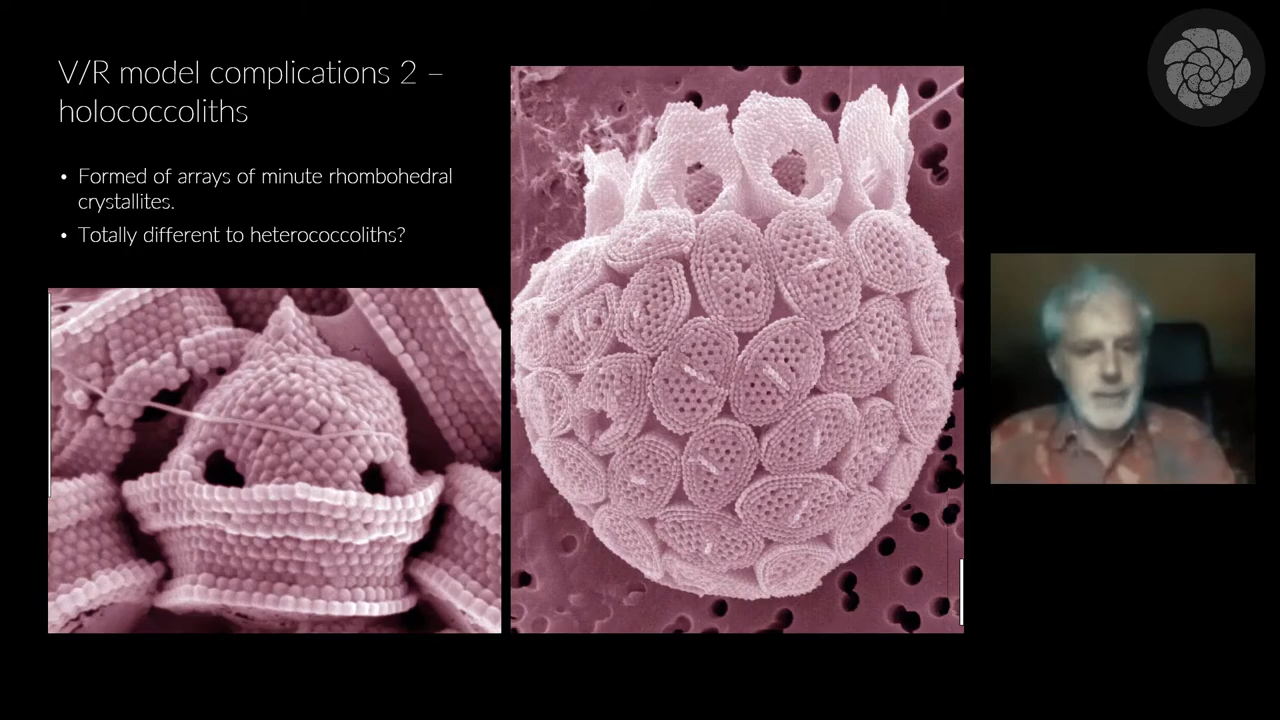 V/R model complications 2 –
holococcoliths
• Formed of arrays of minute rhombohedral
crystallites.
• Totally different to heterococcoliths?